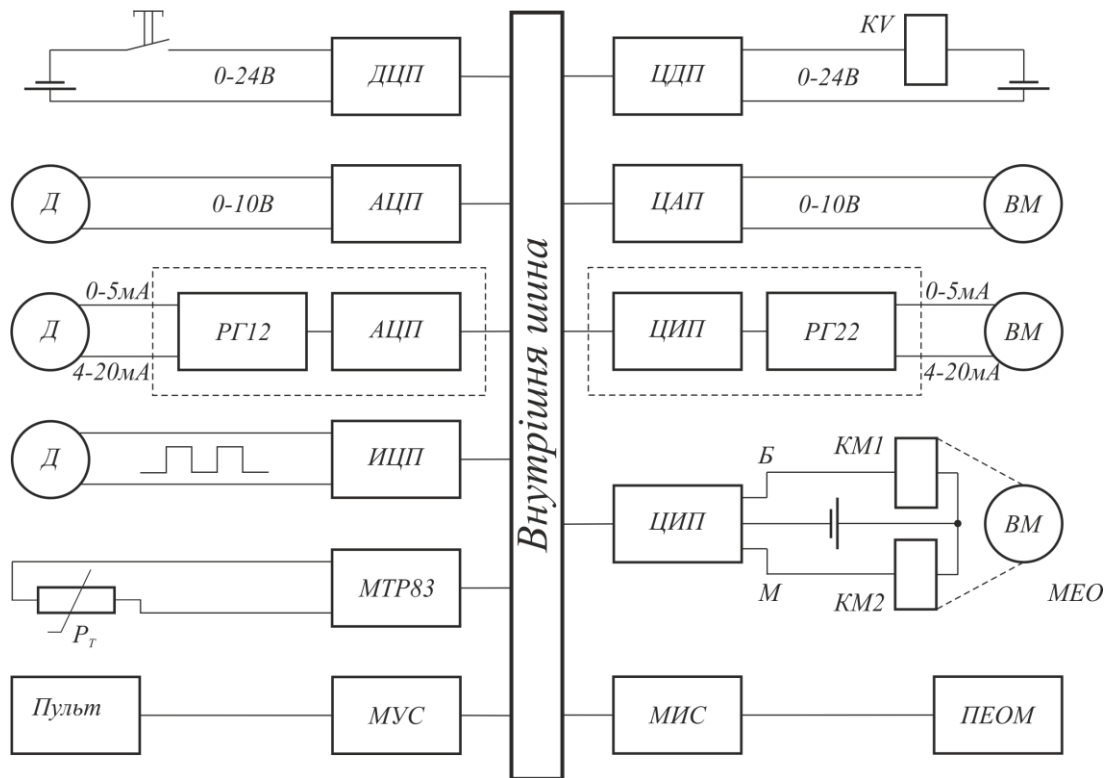 KV
0-24В
ДЦП
ЦДП
0-24В
Д
0-10В
АЦП
ЦАП
0-10В
ВМ
0-5мА
Д
РГ12
АЦП
4-20мА
ЦИП
РГ22
0-5мА
ВМ
4-20мА
Внутрішня шина
Д
ИЦП
ЦИП
Б
КМ1
ВМ
М
КМ2
МЕО
МТР83
Рт
Пульт
МУС
МИС
ПЕОМ